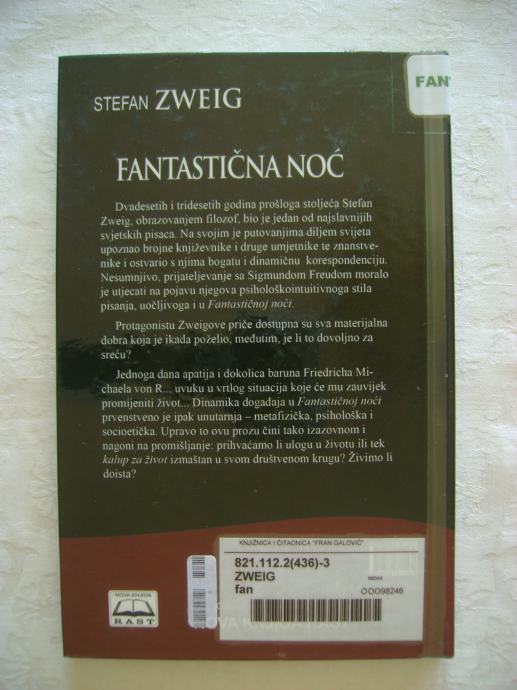 FAN
STEFAN ZWEIG
FANTASTIČNA NOĆ
Dvadesetih i tridesetih godina prošloga stoljeća Stefan
Zweig, obrazovanjem filozof, bio je jedan od najslavnijih
svjetskih pisaca. Na svojim je putovanjima diljem svijeta
upoznao brojne književnike i druge umjetnike te znanstve-
nike i ostvario s njima bogatu i dinamičnu korespondenciju.
Nesumnjivo, prijateljevanje sa Sigmundom Freudom moralo
je utjecati na pojavu njegova psihološkointuitivnoga stila
pisanja, uočljivoga i u Fantastičnoj noći.
Protagonistu Zweigove priče dostupna su sva materijalna
dobra koja je ikada poželio, međutim, je li to dovoljno za
sreću?
Jednoga dana apatija i dokolica baruna Friedricha Mi-
chaela von R... uvuku u vrtlog situacija koje će mu zauvijek
promijeniti život... Dinamika događaja u Fantastičnoj noći
prvenstveno je ipak unutarnja – metafizička, psihološka i
socioetička. Upravo to ovu prozu čini tako izazovnom i
nagoni na promišljanje: prihvaćamo li ulogu u životu ili tek
kalup za život izmaštan u svom društvenom krugu? Živimo li
doista?
KNJIŽNICA I ČITAONICA "FRAN GALOVIĆ"
821.112.2(436)-3
ZWEIG
fan
OOO98246
NOVA KNJIGA
RAST
NOVA KNJIGA RAST